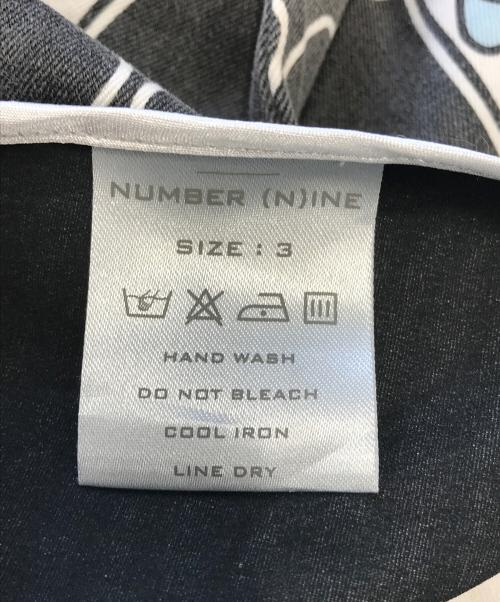 NUMBER (N)INE
SIZE : 3
HAND WASH
DO NOT BLEACH
COOL IRON
LINE DRY